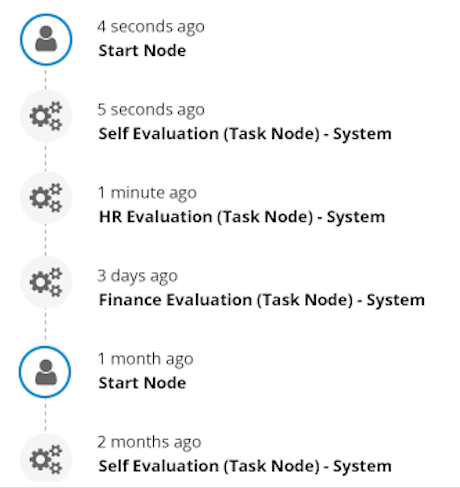 4 seconds ago
Start Node
5 seconds ago
Self Evaluation (Task Node) - System
1 minute ago
HR Evaluation (Task Node) - System
3 days ago
Finance Evaluation (Task Node) - System
1 month ago
Start Node
2 months ago
Self Evaluation (Task Node) - System